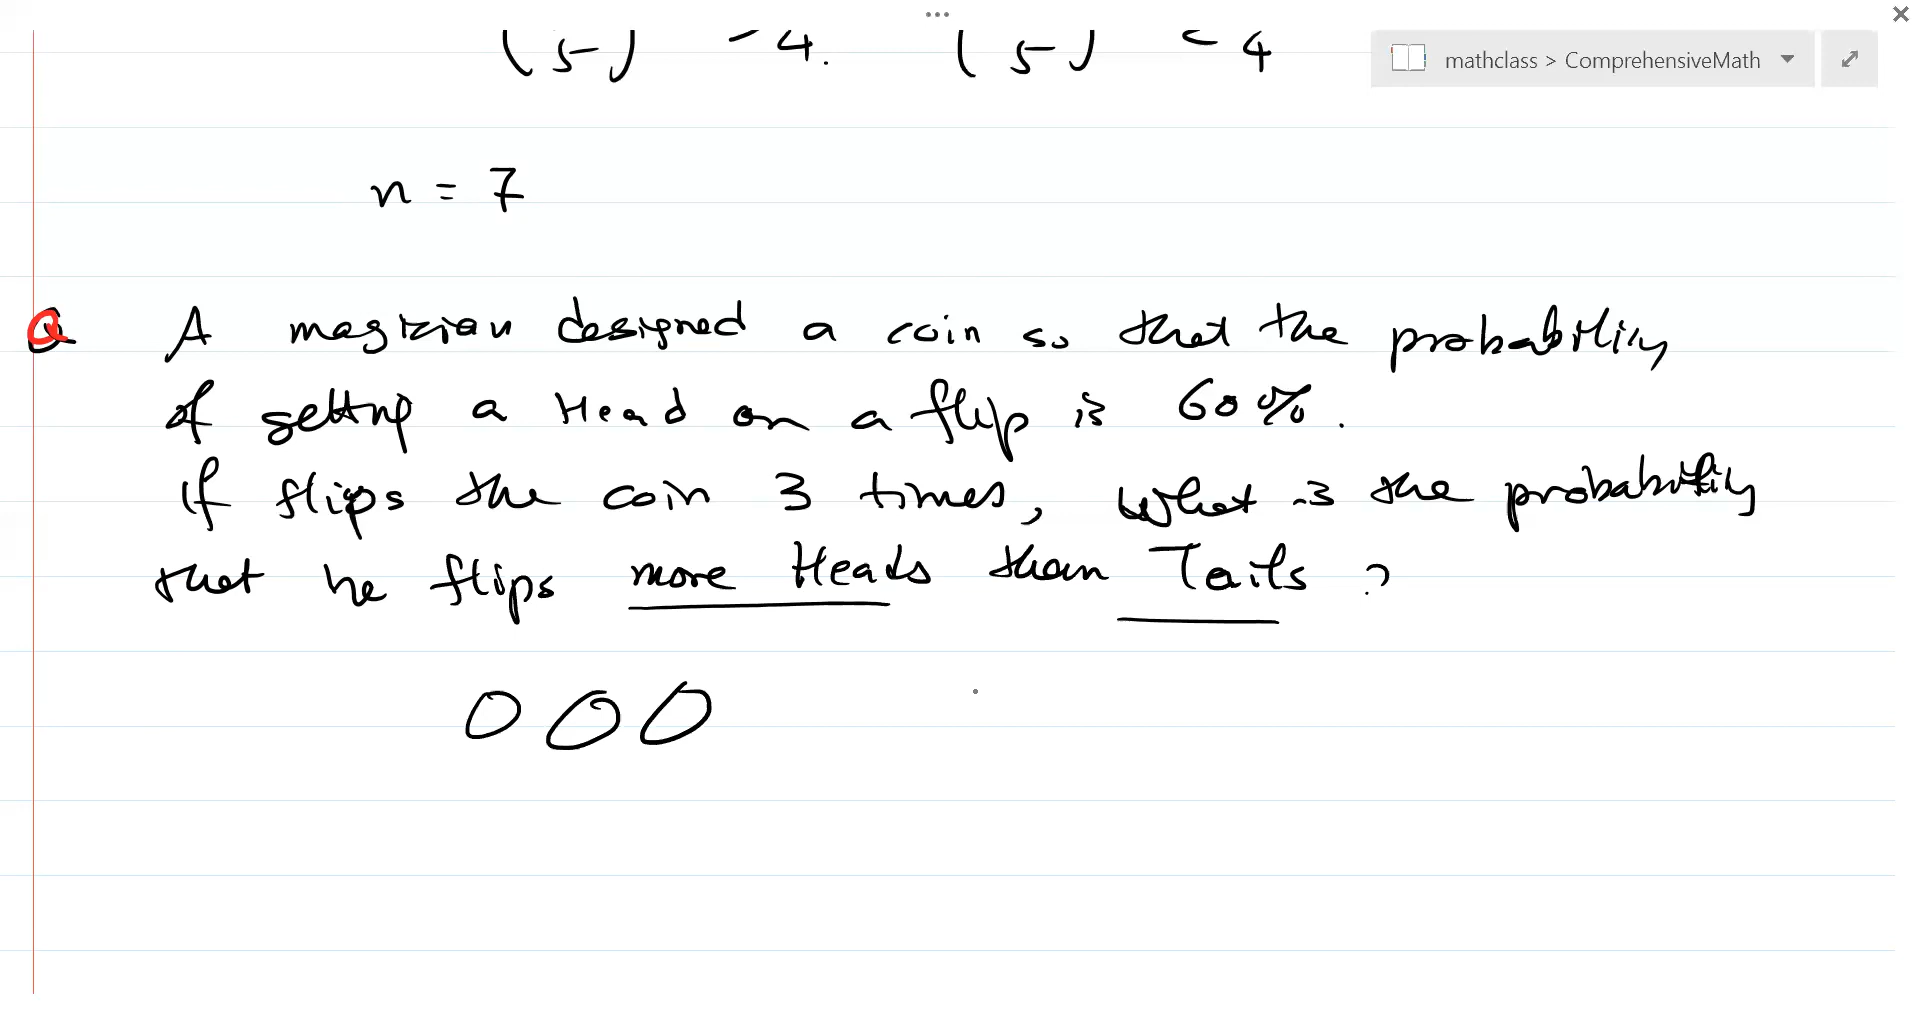 (5) - 4. (5) = 4
mathclass > ComprehensiveMath
n = 7
Q A magician designed a coin so that the probability
of getting a Head on a flip is 60%.
If flips the coin 3 times, what is the probability
that he flips more Heads than Tails ?
O O O